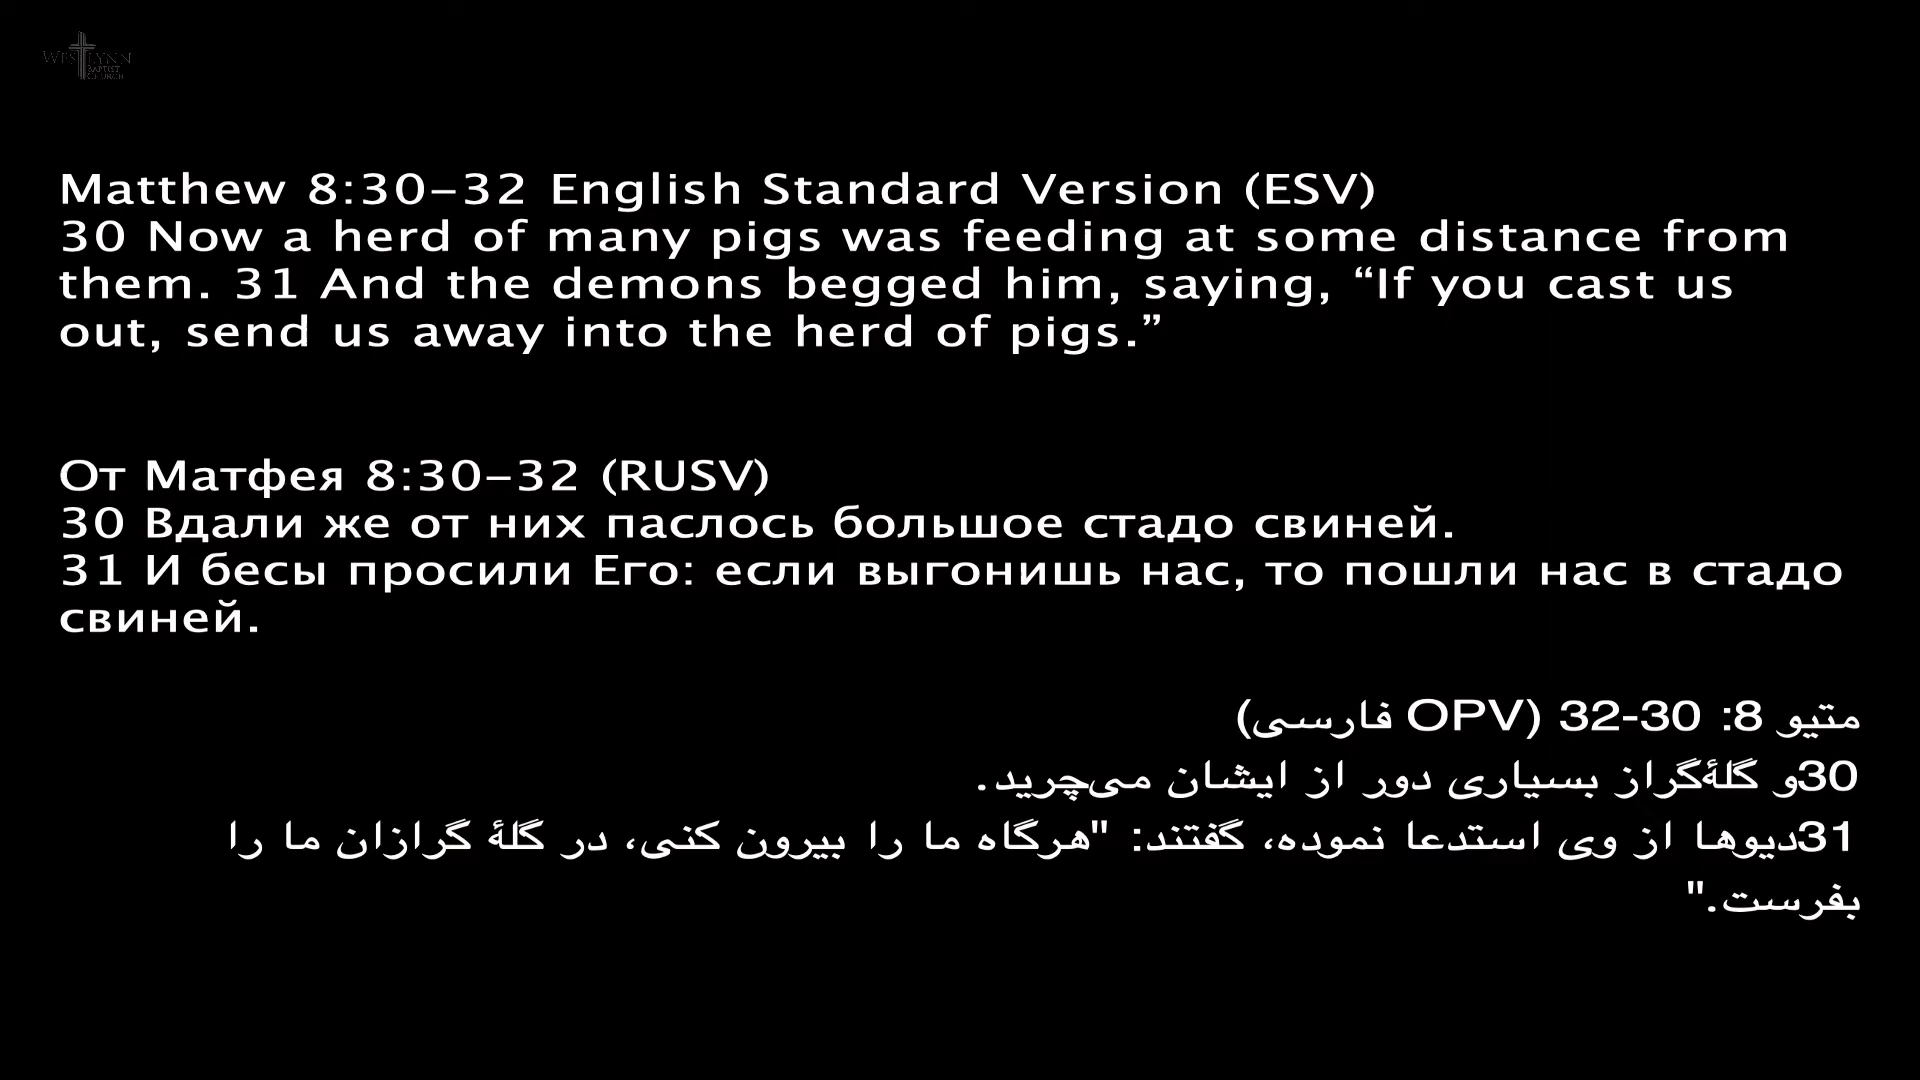 WESTLYNN
BAPTIST
CHURCH
Matthew 8:30–32 English Standard Version (ESV)
30 Now a herd of many pigs was feeding at some distance from
them. 31 And the demons begged him, saying, “If you cast us
out, send us away into the herd of pigs.”
От Матфея 8:30–32 (RUSV)
30 Вдали же от них паслось большое стадо свиней.
31 И бесы просили Его: если выгонишь нас, то пошли нас в стадо
свиней.
متیو 8: 30-32 (OPV فارسی)
30و گلۀگراز بسیاری دور از ایشان می‌چرید.
31دیوها از وی استدعا نموده، گفتند: "هرگاه ما را بیرون کنی، در گلۀ گرازان ما را
بفرست."